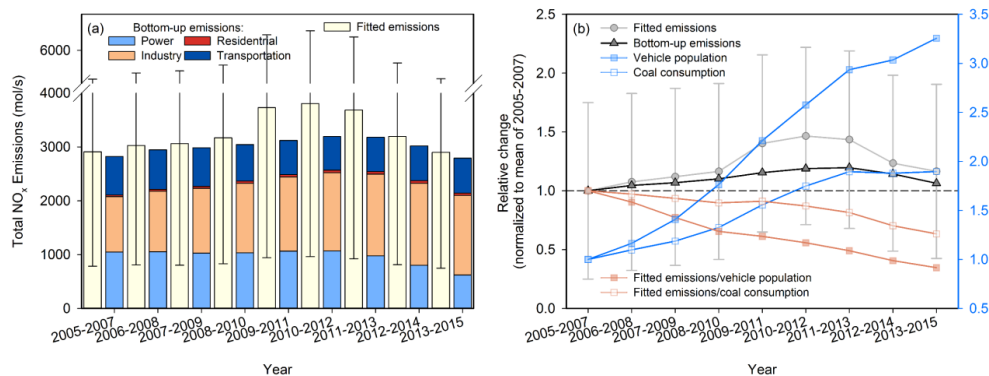 (a) Bottom-up emissions:
Fitted emissions
Power
Residential
Industry
Transportation
6000
4000
3000
2000
1000
0
Total NOx Emissions (mol/s)
2005-2007
2006-2008
2007-2009
2008-2010
2009-2011
2010-2012
2011-2013
2012-2014
2013-2015
Year
(b)
Fitted emissions
Bottom-up emissions
Vehicle population
Coal consumption
Fitted emissions/vehicle population
Fitted emissions/coal consumption
2.5
2.0
1.5
1.0
0.5
0.0
Relative change
(normalized to mean of 2005-2007)
3.5
3.0
2.5
2.0
1.5
1.0
0.5
2005-2007
2006-2008
2007-2009
2008-2010
2009-2011
2010-2012
2011-2013
2012-2014
2013-2015
Year